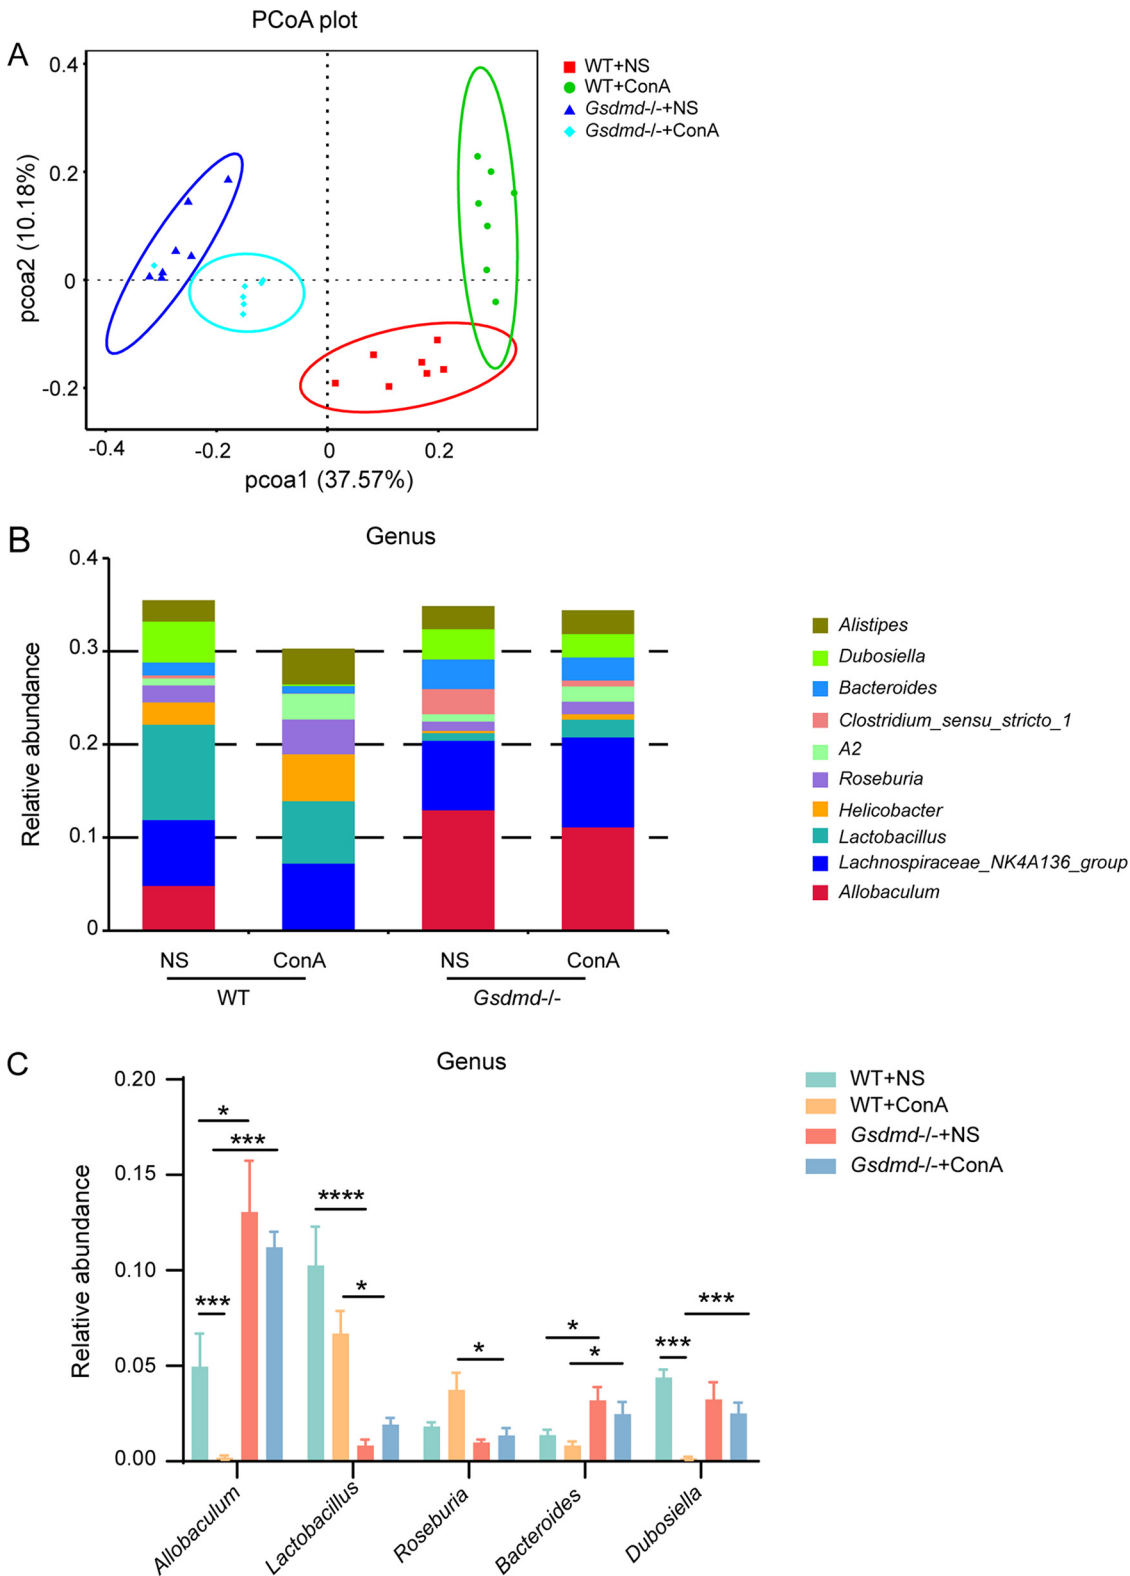 PCoA plot
A
0.4
0.2
0
-0.2
pcoa2 (10.18%)
-0.4
-0.2
0
0.2
pcoa1 (37.57%)
WT+NS
WT+ConA
Gsdmd-/-+NS
Gsdmd-/-+ConA
B
Genus
0.4
0.3
0.2
0.1
0
Relative abundance
NS
ConA
NS
ConA
WT
Gsdmd-/-
Alistipes
Dubosiella
Bacteroides
Clostridium_sensu_stricto_1
A2
Roseburia
Helicobacter
Lactobacillus
Lachnospiraceae_NK4A136_group
Allobaculum
C
Genus
0.20
0.15
0.10
0.05
0.00
Relative abundance
*
***
***
****
*
*
*
*
***
***
Allobaculum
Lactobacillus
Roseburia
Bacteroides
Dubosiella
WT+NS
WT+ConA
Gsdmd-/-+NS
Gsdmd-/-+ConA